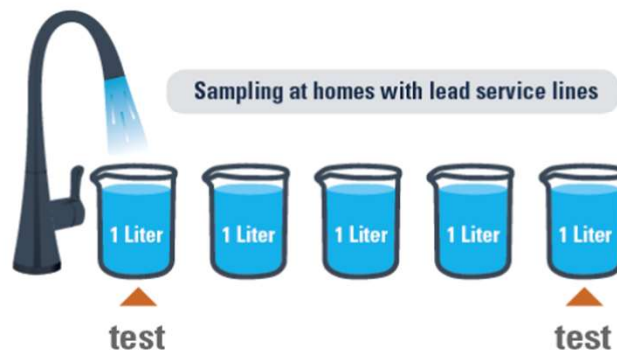 Sampling at homes with lead service lines
1 Liter 1 Liter 1 Liter 1 Liter 1 Liter
test test